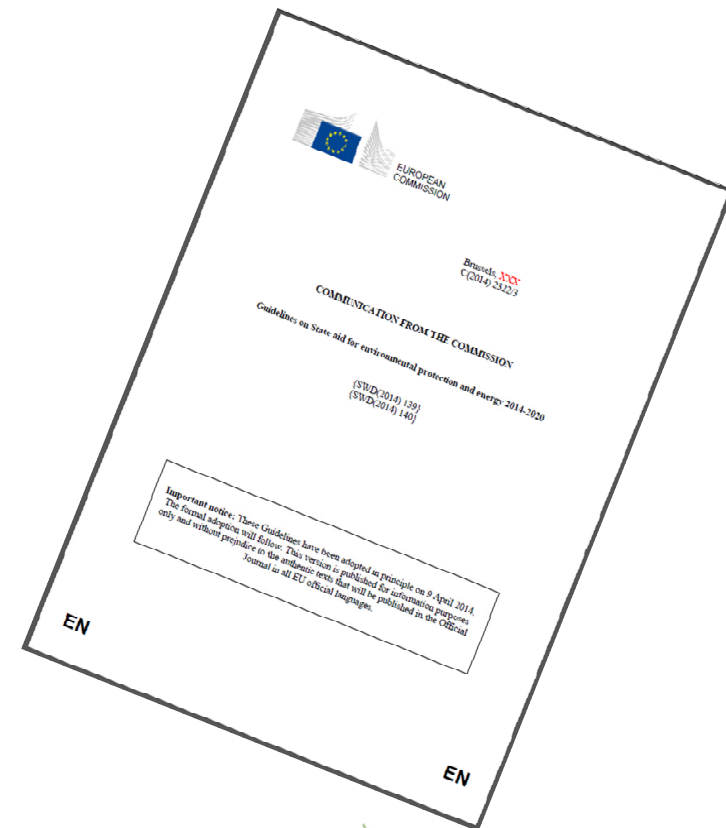 EUROPEAN
COMMISSION
Brussels, XXX
C(2014) 2322/3
COMMUNICATION FROM THE COMMISSION
Guidelines on State aid for environmental protection and energy 2014-2020
{SWD(2014) 139}
{SWD(2014) 140}
Important notice: These Guidelines have been adopted in principle on 9 April 2014.
The formal adoption will follow. This version is published for information purposes
only and without prejudice to the authentic texts that will be published in the Official
Journal in all EU official languages.
EN
EN